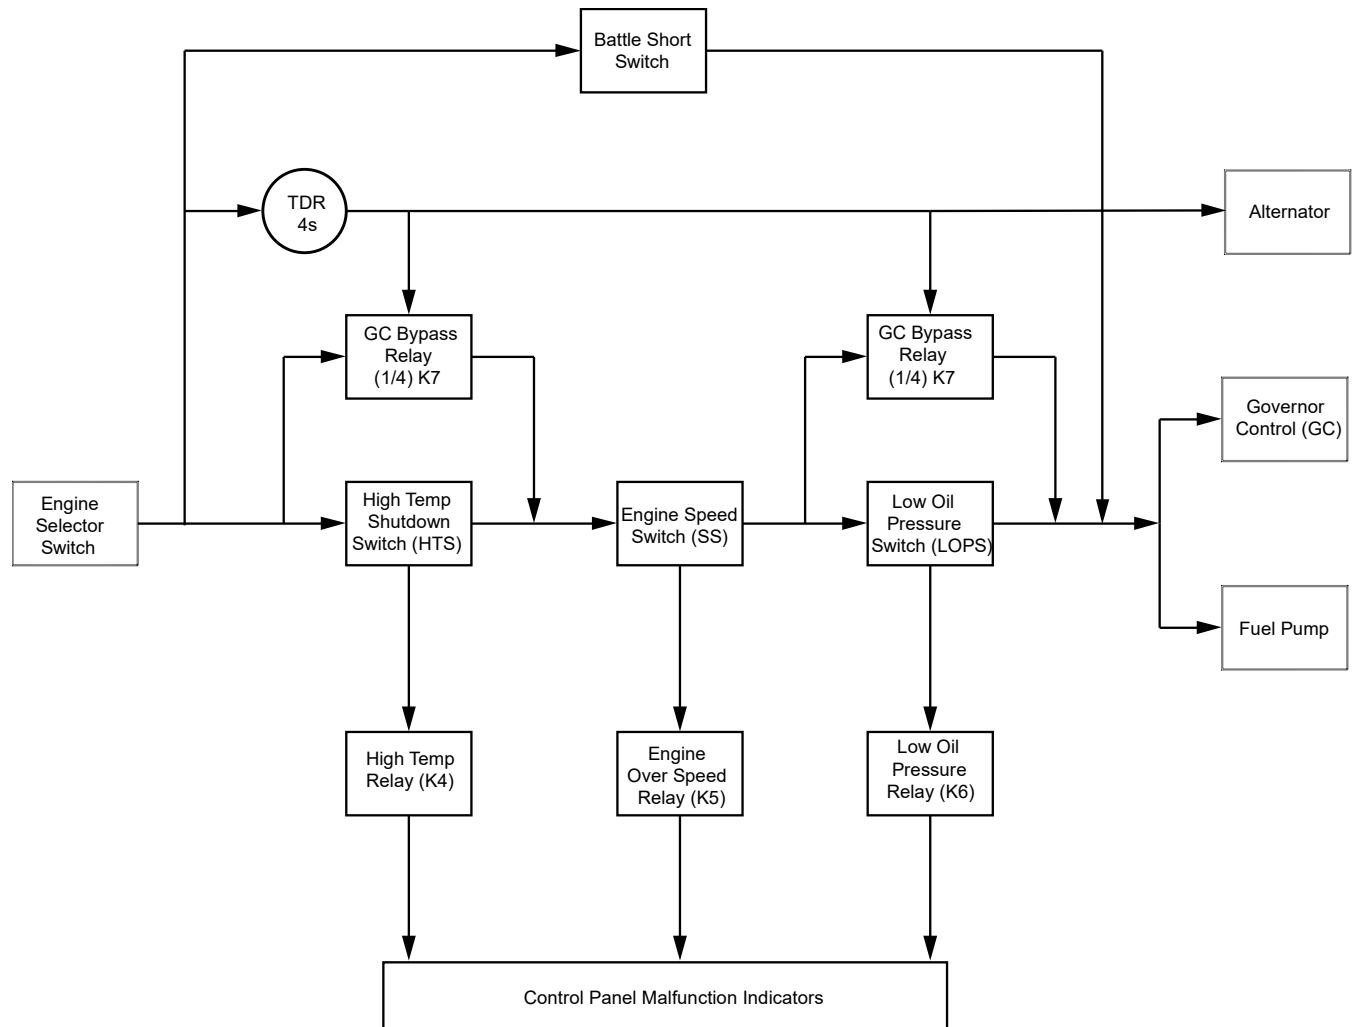 Battle Short
Switch
TDR
4s
Alternator
GC Bypass
Relay
(1/4) K7
GC Bypass
Relay
(1/4) K7
Governor
Control (GC)
Engine
Selector
Switch
High Temp
Shutdown
Switch (HTS)
Engine Speed
Switch (SS)
Low Oil
Pressure
Switch (LOPS)
Fuel Pump
High Temp
Relay (K4)
Engine
Over Speed
Relay (K5)
Low Oil
Pressure
Relay (K6)
Control Panel Malfunction Indicators